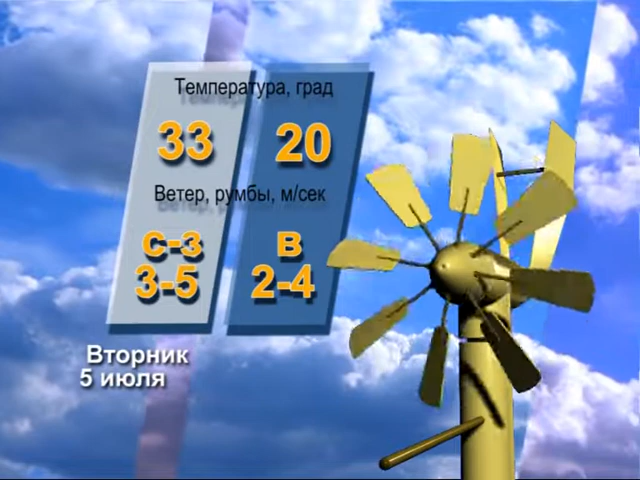 Температура, град
33 20
Ветер, румбы, м/сек
с-з в
3-5 2-4
Вторник
5 июля